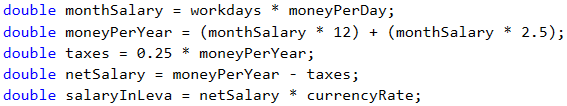 double monthSalary = workdays * moneyPerDay;
double moneyPerYear = (monthSalary * 12) + (monthSalary * 2.5);
double taxes = 0.25 * moneyPerYear;
double netSalary = moneyPerYear - taxes;
double salaryInLeva = netSalary * currencyRate;